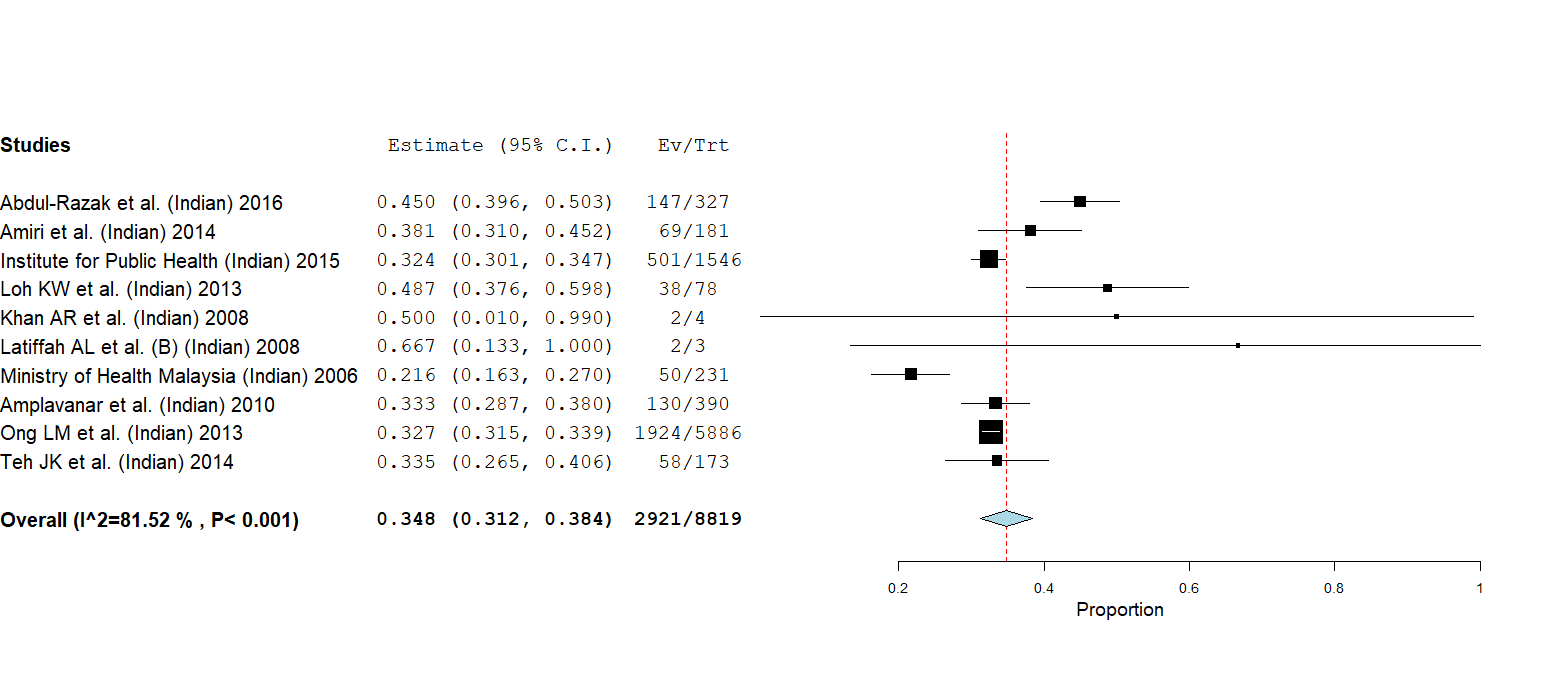 Studies Estimate (95% C.I.) Ev/Trt
Abdul-Razak et al. (Indian) 2016 0.450 (0.396, 0.503) 147/327
Amiri et al. (Indian) 2014 0.381 (0.310, 0.452) 69/181
Institute for Public Health (Indian) 2015 0.324 (0.301, 0.347) 501/1546
Loh KW et al. (Indian) 2013 0.487 (0.376, 0.598) 38/78
Khan AR et al. (Indian) 2008 0.500 (0.010, 0.990) 2/4
Latiffah AL et al. (B) (Indian) 2008 0.667 (0.133, 1.000) 2/3
Ministry of Health Malaysia (Indian) 2006 0.216 (0.163, 0.270) 50/231
Amplavanar et al. (Indian) 2010 0.333 (0.287, 0.380) 130/390
Ong LM et al. (Indian) 2013 0.327 (0.315, 0.339) 1924/5886
Teh JK et al. (Indian) 2014 0.335 (0.265, 0.406) 58/173
Overall (I^2=81.52 % , P< 0.001) 0.348 (0.312, 0.384) 2921/8819
0.2 0.4 0.6 0.8 1
Proportion